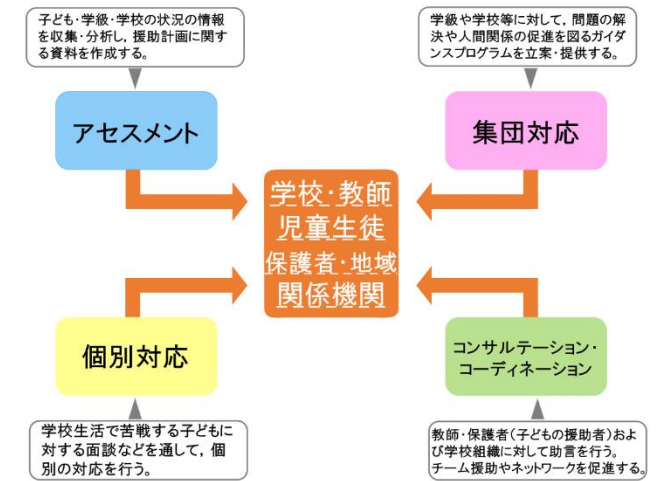 子ども・学級・学校の状況の情報
を収集・分析し，援助計画に関す
る資料を作成する。
学級や学校等に対して，問題の解
決や人間関係の促進を図るガイダ
ンスプログラムを立案・提供する。
アセスメント
集団対応
学校・教師
児童生徒
保護者・地域
関係機関
個別対応
コンサルテーション・
コーディネーション
学校生活で苦戦する子どもに
対する面談などを通して，個
別の対応を行う。
教師・保護者（子どもの援助者）およ
び学校組織に対して助言を行う。
チーム援助やネットワークを促進する。